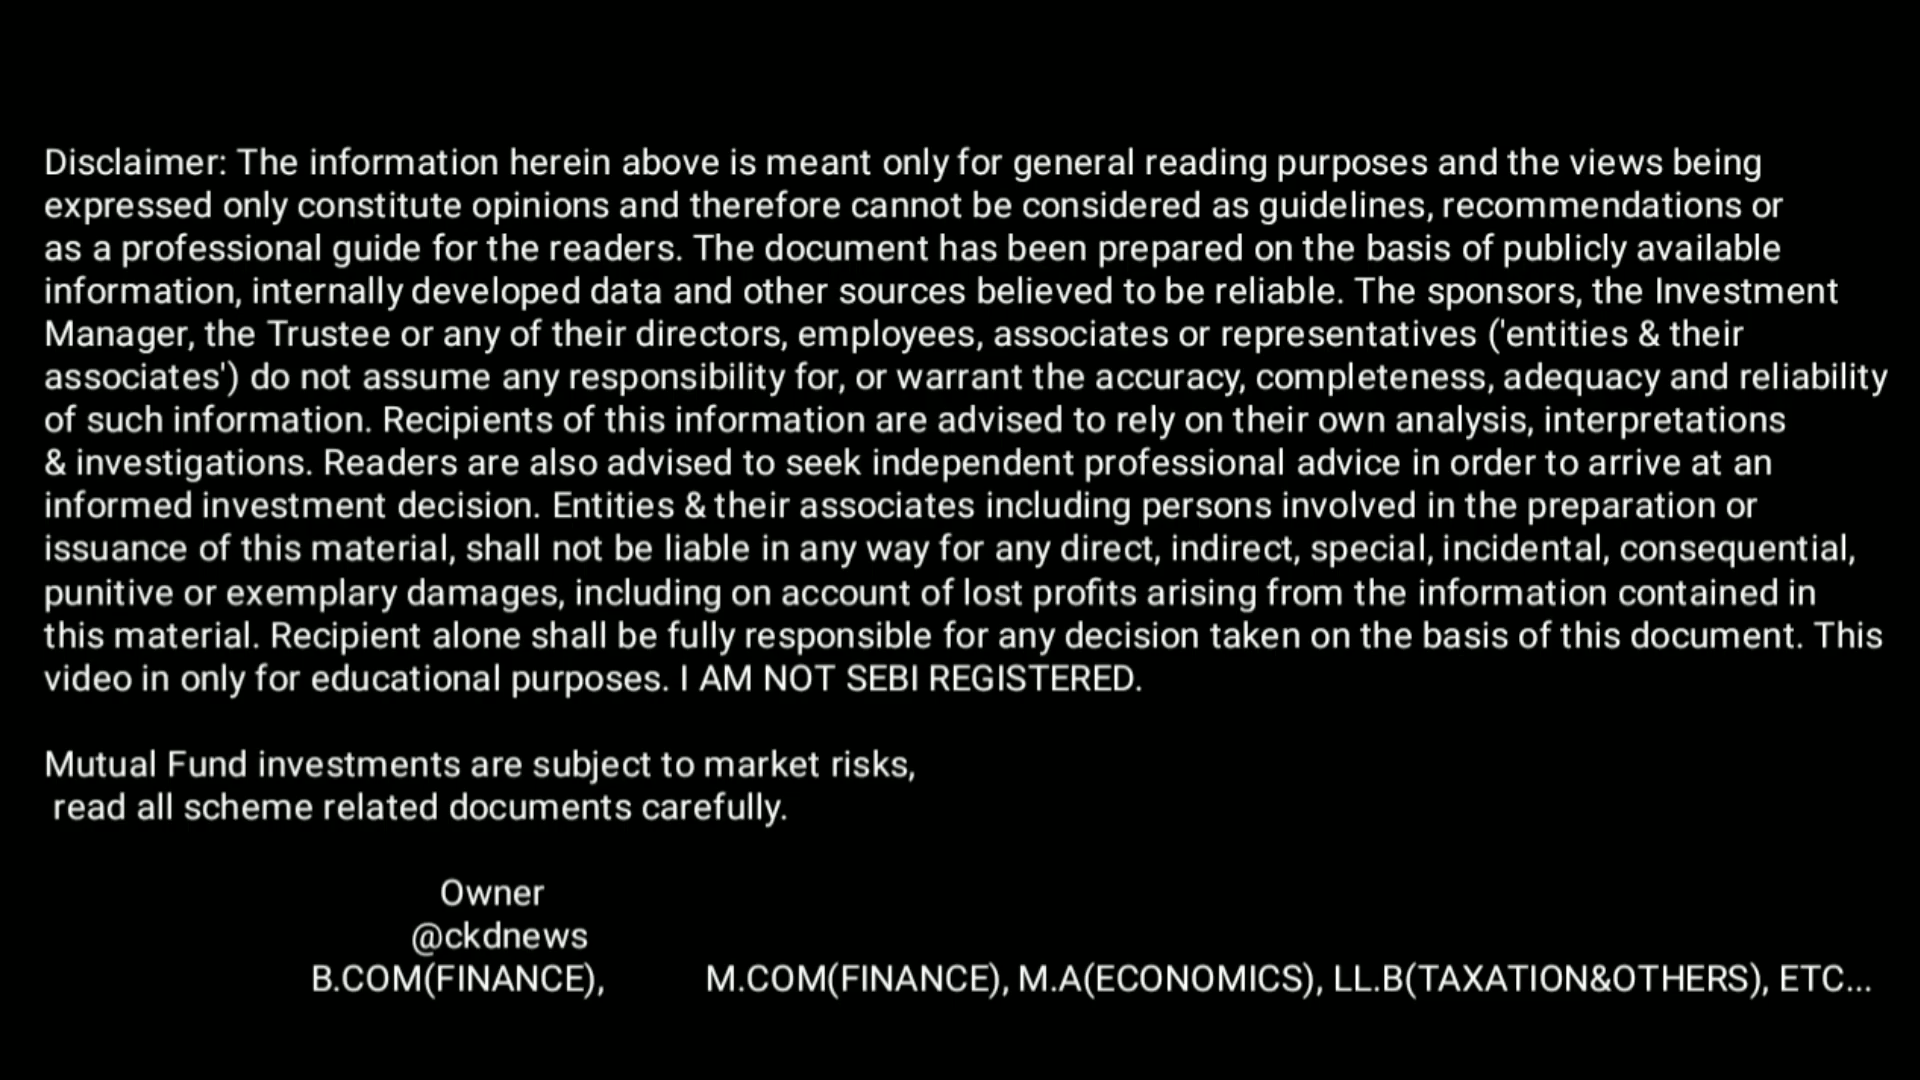 Disclaimer: The information herein above is meant only for general reading purposes and the views being
expressed only constitute opinions and therefore cannot be considered as guidelines, recommendations or
as a professional guide for the readers. The document has been prepared on the basis of publicly available
information, internally developed data and other sources believed to be reliable. The sponsors, the Investment
Manager, the Trustee or any of their directors, employees, associates or representatives ('entities & their
associates') do not assume any responsibility for, or warrant the accuracy, completeness, adequacy and reliability
of such information. Recipients of this information are advised to rely on their own analysis, interpretations
& investigations. Readers are also advised to seek independent professional advice in order to arrive at an
informed investment decision. Entities & their associates including persons involved in the preparation or
issuance of this material, shall not be liable in any way for any direct, indirect, special, incidental, consequential,
punitive or exemplary damages, including on account of lost profits arising from the information contained in
this material. Recipient alone shall be fully responsible for any decision taken on the basis of this document. This
video in only for educational purposes. I AM NOT SEBI REGISTERED.
Mutual Fund investments are subject to market risks,
read all scheme related documents carefully.
Owner
@ckdnews
B.COM(FINANCE), M.COM(FINANCE), M.A(ECONOMICS), LL.B(TAXATION&OTHERS), ETC...